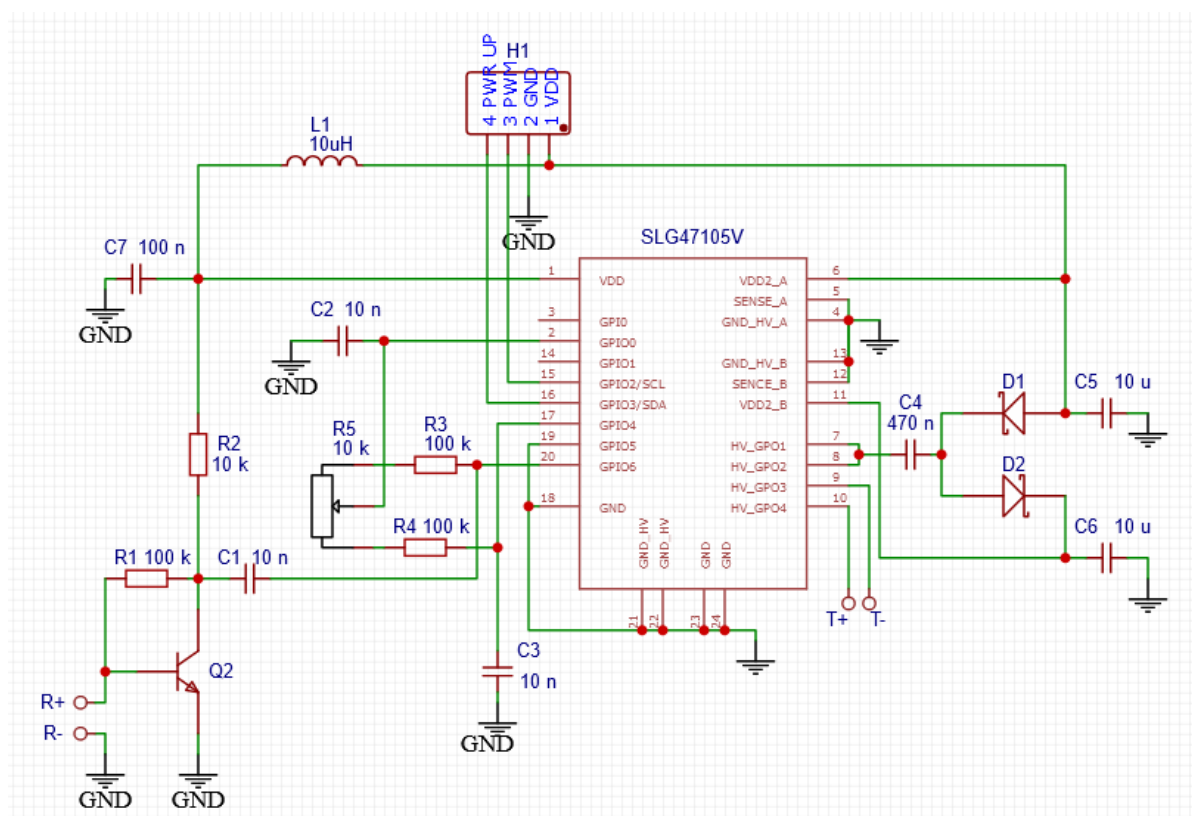 H1
4 PWR UP
3 PWM
2 GND
1 VDD
L1
10uH
GND
SLG47105V
C7 100 n
GND
C2 10 n
GND
1 VDD
3 GPI0
2 GPIO0
14 GPIO1
15 GPIO2/SCL
16 GPIO3/SDA
17 GPIO4
19 GPIO5
20 GPIO6
18 GND
VDD2_A 6
SENSE_A 5
GND_HV_A 4
GND_HV_B 13
SENCE_B 12
VDD2_B 11
HV_GPO1 7
HV_GPO2 8
HV_GPO3 9
HV_GPO4 10
GND_HV 21
GND_HV 22
GND 23
GND 24
D1
C5 10 u
C4
470 n
D2
C6 10 u
R2
10 k
R5
10 k
R3
100 k
R4 100 k
R1 100 k
C1 10 n
T+
T-
C3
10 n
GND
Q2
R+
R-
GND
GND